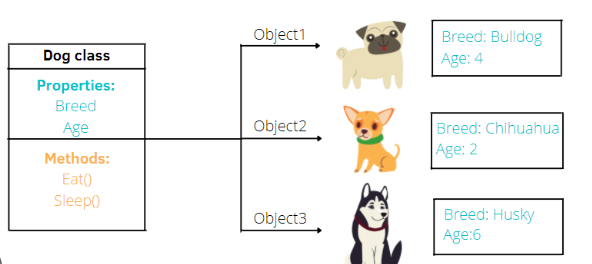 Dog class
Properties:
Breed
Age
Methods:
Eat()
Sleep()
Object1
Breed: Bulldog
Age: 4
Object2
Breed: Chihuahua
Age: 2
Object3
Breed: Husky
Age:6